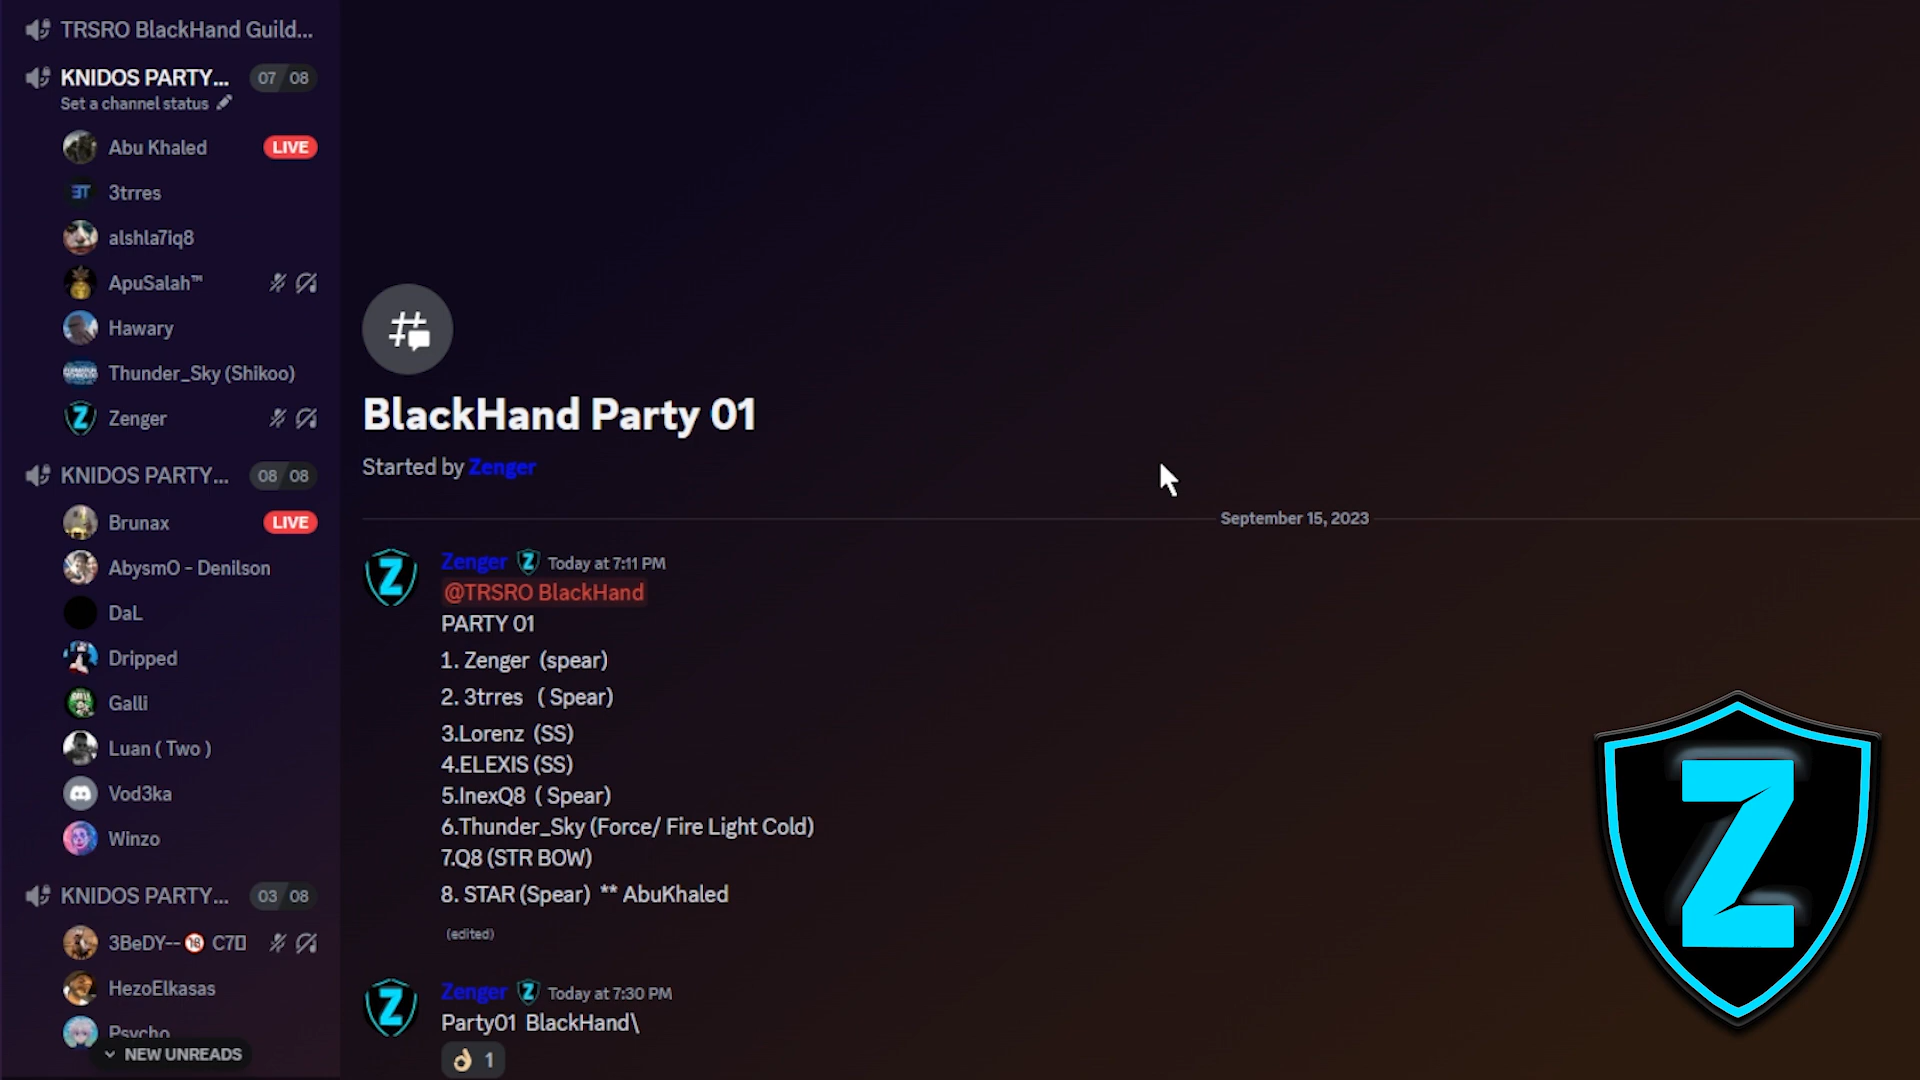 TRSRO BlackHand Guild...
KNIDOS PARTY... 07 08
Set a channel status
Abu Khaled LIVE
3T 3trres
alshla7iq8
ApuSalah™
Hawary
Thunder_Sky (Shikoo)
Z Zenger
KNIDOS PARTY... 08 08
Brunax LIVE
AbysmO - Denilson
DaL
Dripped
Galli
Luan ( Two )
Vod3ka
Winzo
KNIDOS PARTY... 03 08
3BeDY--🔞 C7▯
HezoElkasas
Psycho
NEW UNREADS
BlackHand Party 01
Started by Zenger
September 15, 2023
Z Zenger Z Today at 7:11 PM
@TRSRO BlackHand
PARTY 01
1. Zenger (spear)
2. 3trres ( Spear)
3.Lorenz (SS)
4.ELEXIS (SS)
5.InexQ8 ( Spear)
6.Thunder_Sky (Force/ Fire Light Cold)
7.Q8 (STR BOW)
8. STAR (Spear) ** AbuKhaled
(edited)
Z Zenger Z Today at 7:30 PM
Party01 BlackHand\
👌🏻 1
Z